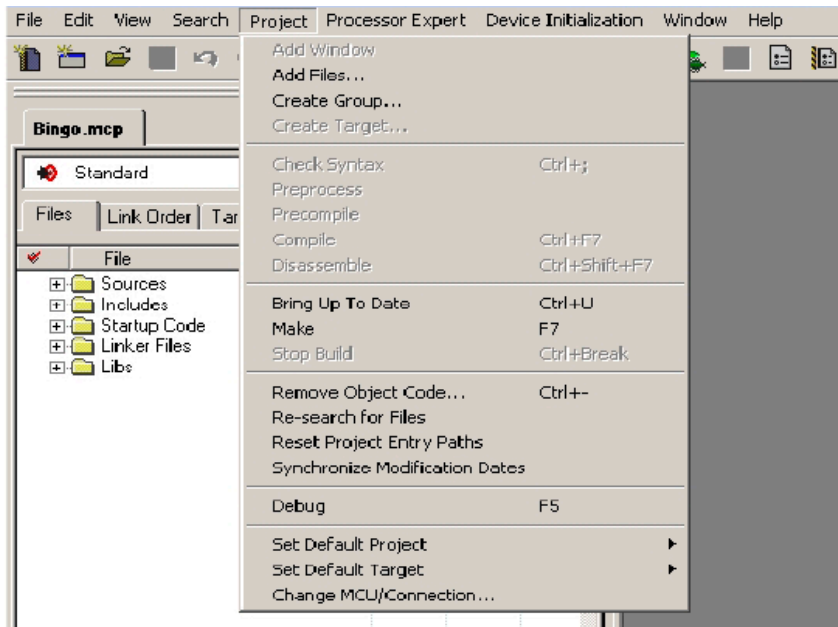 File Edit View Search Project Processor Expert Device Initialization Window Help
Bingo.mcp
Standard
Files Link Order Tar
File
Sources
Includes
Startup Code
Linker Files
Libs
Add Window
Add Files...
Create Group...
Create Target...
Check Syntax Ctrl+;
Preprocess
Precompile
Compile Ctrl+F7
Disassemble Ctrl+Shift+F7
Bring Up To Date Ctrl+U
Make F7
Stop Build Ctrl+Break
Remove Object Code... Ctrl+-
Re-search for Files
Reset Project Entry Paths
Synchronize Modification Dates
Debug F5
Set Default Project
Set Default Target
Change MCU/Connection...